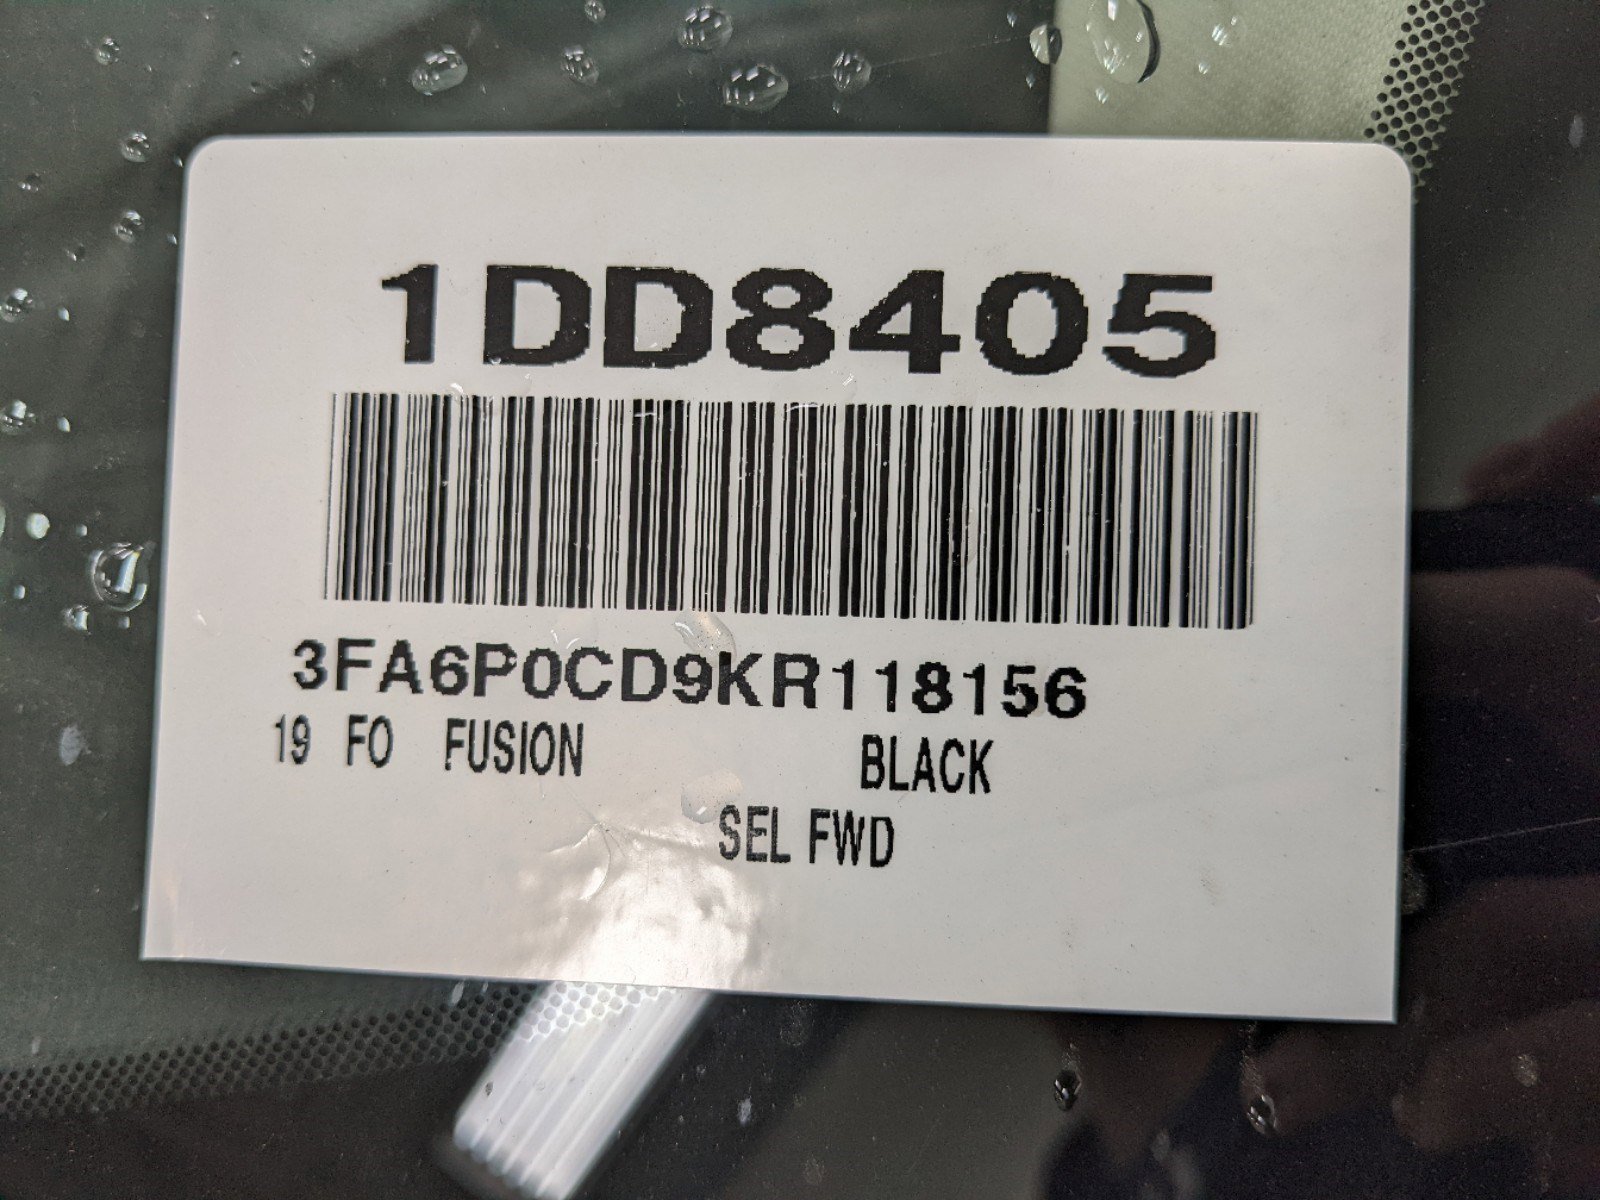 1DD8405
3FA6P0CD9KR118156
19 FO FUSION BLACK
SEL FWD